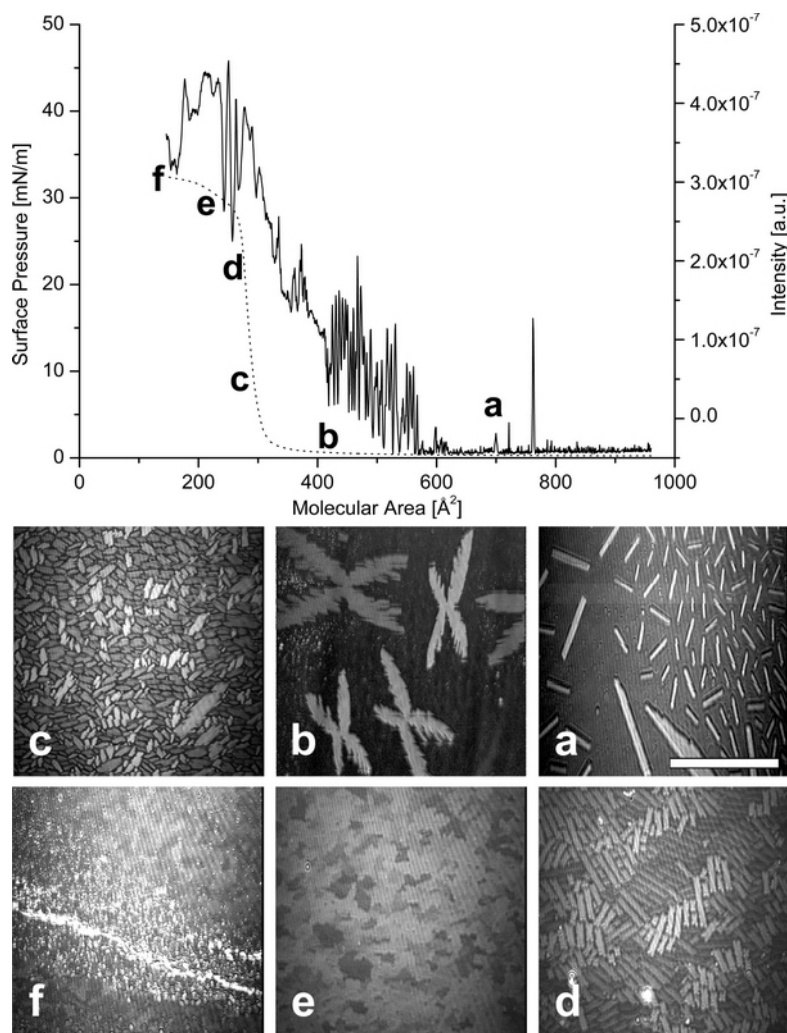 50
40
30
20
10
0
Surface Pressure [mN/m]
5.0x10-7
4.0x10-7
3.0x10-7
2.0x10-7
1.0x10-7
0.0
Intensity [a.u.]
f
e
d
c
b
a
0 200 400 600 800 1000
Molecular Area [Å²]
c b a
f e d